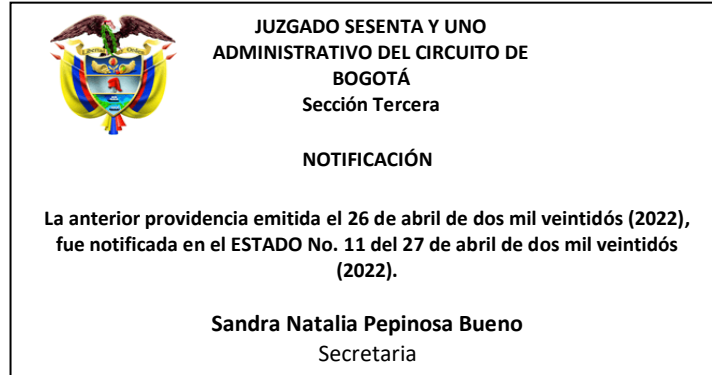 JUZGADO SESENTA Y UNO
ADMINISTRATIVO DEL CIRCUITO DE
BOGOTÁ
Sección Tercera
NOTIFICACIÓN
La anterior providencia emitida el 26 de abril de dos mil veintidós (2022),
fue notificada en el ESTADO No. 11 del 27 de abril de dos mil veintidós
(2022).
Sandra Natalia Pepinosa Bueno
Secretaria